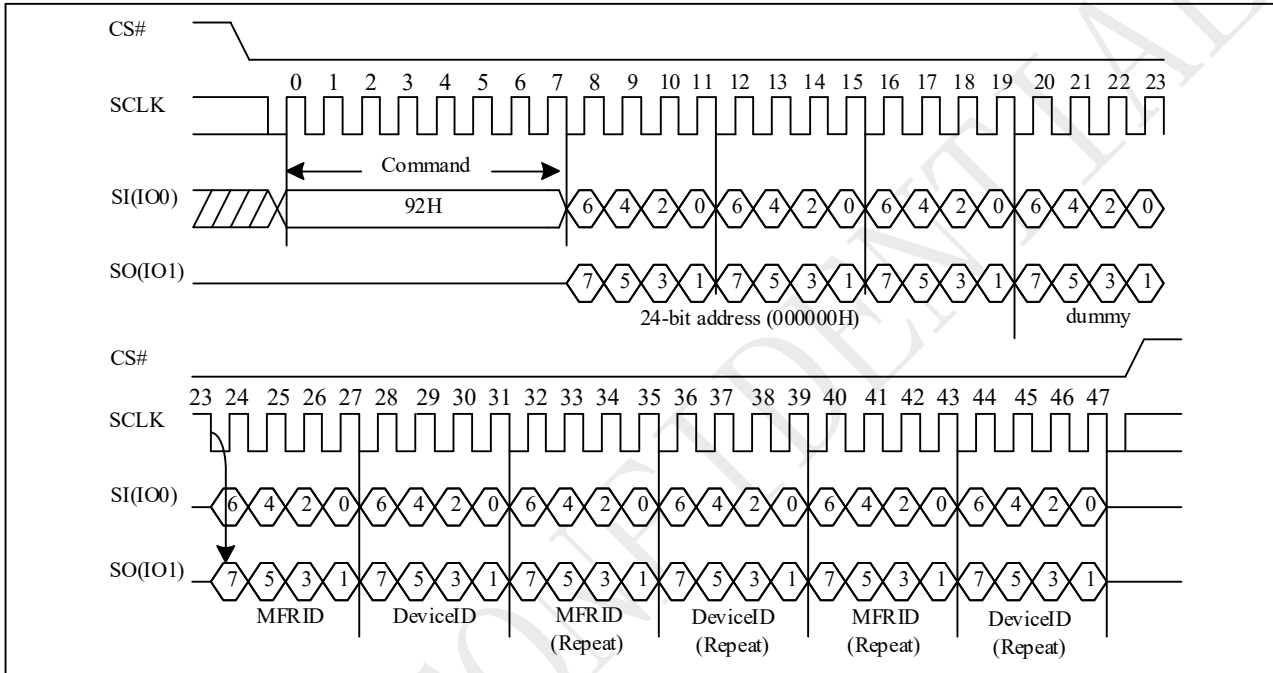 CS#
0 1 2 3 4 5 6 7 8 9 10 11 12 13 14 15 16 17 18 19 20 21 22 23
SCLK
Command
SI(IO0)
92H
6 4 2 0 6 4 2 0 6 4 2 0 6 4 2 0
SO(IO1)
7 5 3 1 7 5 3 1 7 5 3 1 7 5 3 1
24-bit address (000000H)
dummy
CS#
23 24 25 26 27 28 29 30 31 32 33 34 35 36 37 38 39 40 41 42 43 44 45 46 47
SCLK
SI(IO0)
6 4 2 0 6 4 2 0 6 4 2 0 6 4 2 0 6 4 2 0 6 4 2 0
SO(IO1)
7 5 3 1 7 5 3 1 7 5 3 1 7 5 3 1 7 5 3 1 7 5 3 1
MFRID
DeviceID
MFRID
(Repeat)
DeviceID
(Repeat)
MFRID
(Repeat)
DeviceID
(Repeat)
ONFIDENTIAL